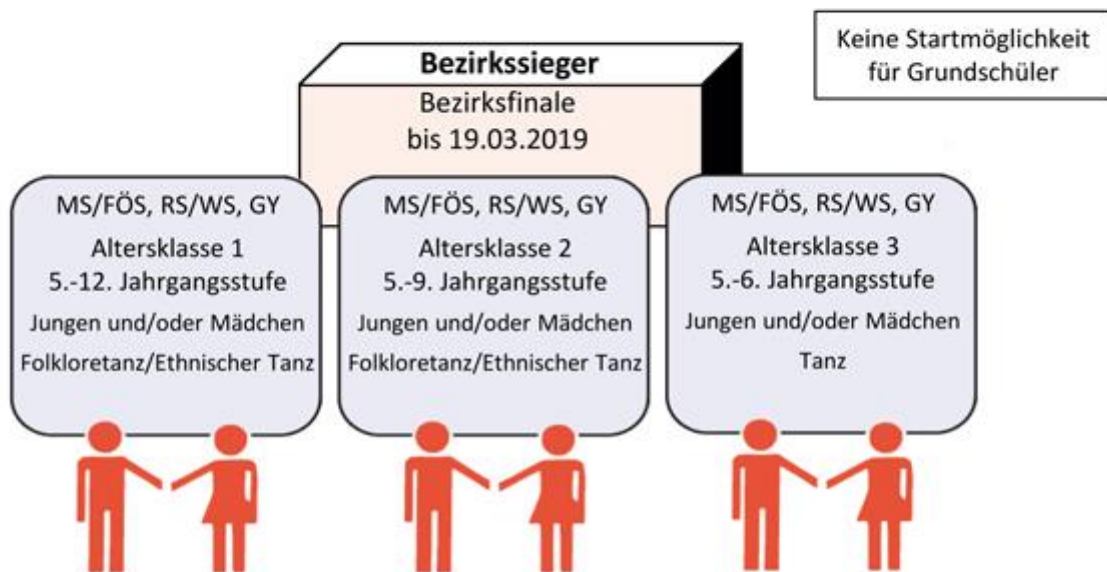 Keine Startmöglichkeit
für Grundschüler
Bezirkssieger
Bezirksfinale
bis 19.03.2019
MS/FÖS, RS/WS, GY
Altersklasse 1
5.-12. Jahrgangsstufe
Jungen und/oder Mädchen
Folkloretanz/Ethnischer Tanz
MS/FÖS, RS/WS, GY
Altersklasse 2
5.-9. Jahrgangsstufe
Jungen und/oder Mädchen
Folkloretanz/Ethnischer Tanz
MS/FÖS, RS/WS, GY
Altersklasse 3
5.-6. Jahrgangsstufe
Jungen und/oder Mädchen
Tanz